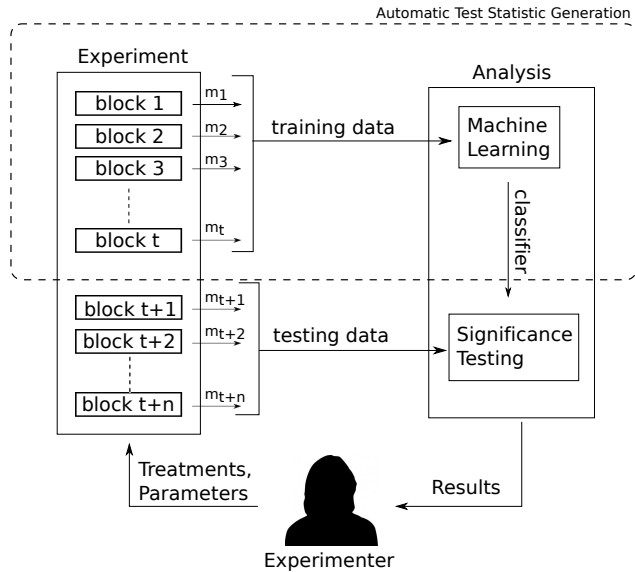 Automatic Test Statistic Generation
Experiment
block 1
m1
block 2
m2
block 3
m3
block t
mt
training data
Analysis
Machine
Learning
classifier
block t+1
mt+1
block t+2
mt+2
block t+n
mt+n
testing data
Significance
Testing
Treatments,
Parameters
Results
Experimenter